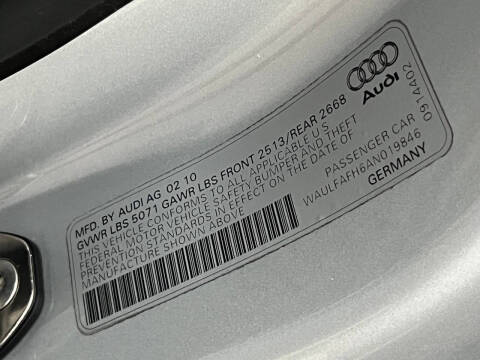 MFD. BY AUDI AG 02 10
GVWR LBS 5071 GAWR LBS FRONT 2513/REAR 2668
THIS VEHICLE CONFORMS TO ALL APPLICABLE U.S.
FEDERAL MOTOR VEHICLE SAFETY BUMPER AND THEFT
PREVENTION STANDARDS IN EFFECT ON THE DATE OF
MANUFACTURE SHOWN ABOVE.
Audi
0914402
PASSENGER CAR
WAULFAFH6AN019846
GERMANY